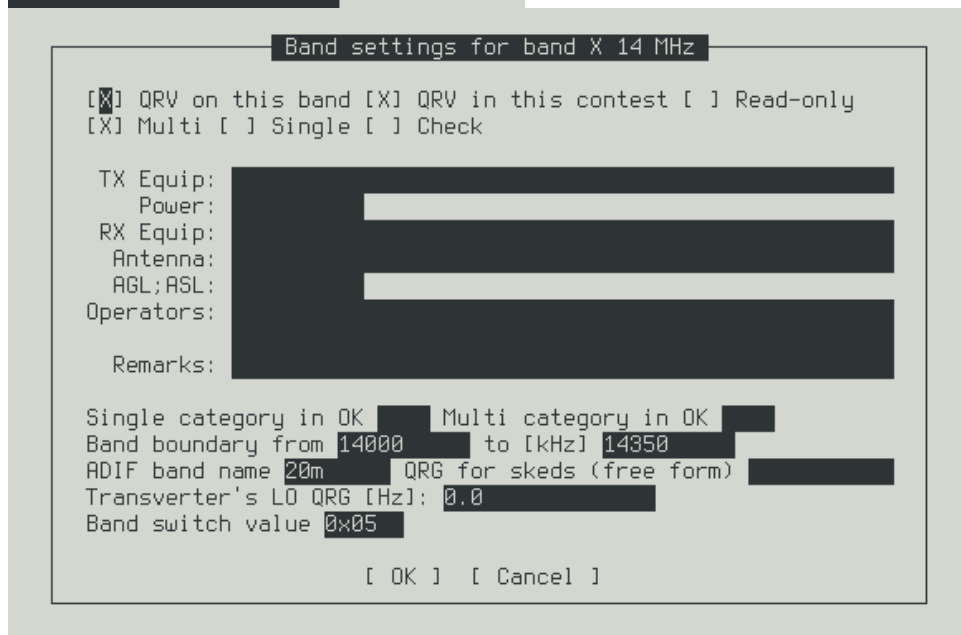 Band settings for band X 14 MHz
[X] QRV on this band [X] QRV in this contest [ ] Read-only
[X] Multi [ ] Single [ ] Check
TX Equip:
Power:
RX Equip:
Antenna:
AGL;ASL:
Operators:
Remarks:
Single category in OK Multi category in OK
Band boundary from 14000 to [kHz] 14350
ADIF band name 20m QRG for skeds (free form)
Transverter's LO QRG [Hz]: 0.0
Band switch value 0x05
[ OK ] [ Cancel ]